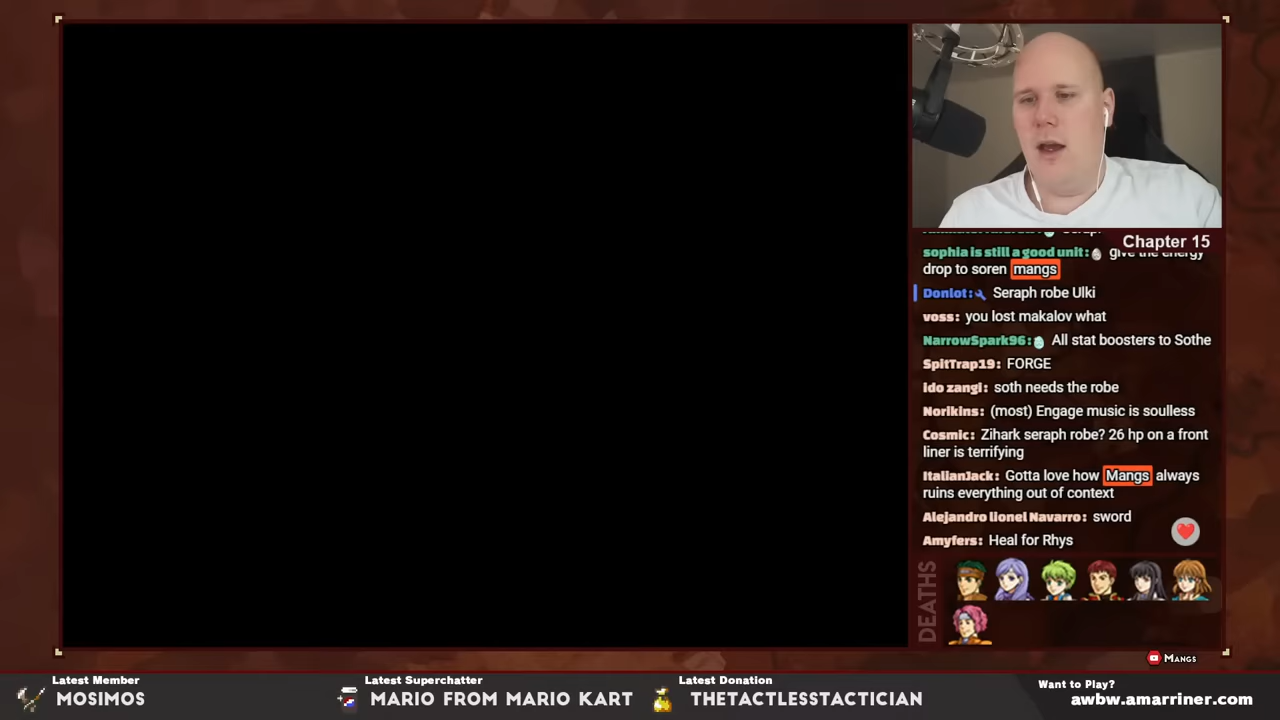 Chapter 15
sophia is still a good unit: give the energy
drop to soren mangs
Donlot: Seraph robe Ulki
voss: you lost makalov what
NarrowSpark96: All stat boosters to Sothe
SpitTrap19: FORGE
ido zangi: soth needs the robe
Norikins: (most) Engage music is soulless
Cosmic: Zihark seraph robe? 26 hp on a front
liner is terrifying
ItalianJack: Gotta love how Mangs always
ruins everything out of context
Alejandro lionel Navarro: sword
Amyfers: Heal for Rhys
DEATHS
Mangs
Latest Member
MOSIMOS
Latest Superchatter
MARIO FROM MARIO KART
Latest Donation
THETACTLESSTACTICIAN
Want to Play?
awbw.amarriner.com